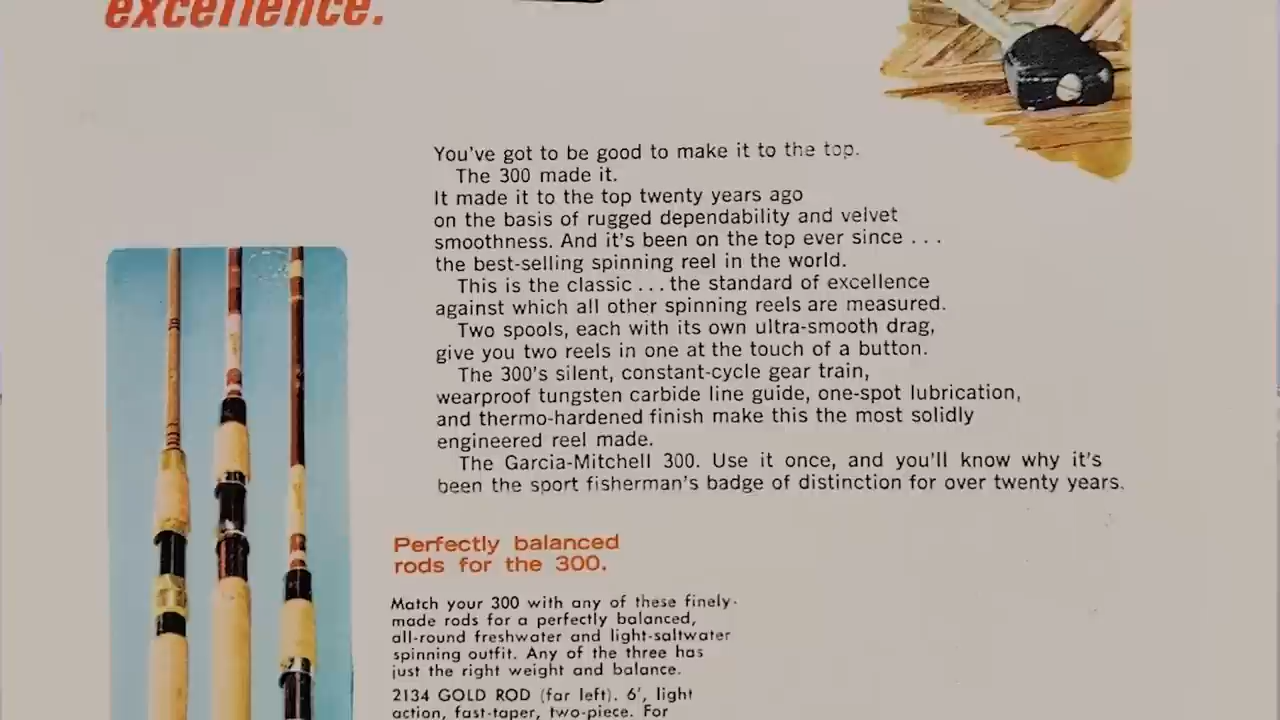 excellence.
You've got to be good to make it to the top.
The 300 made it.
It made it to the top twenty years ago
on the basis of rugged dependability and velvet
smoothness. And it's been on the top ever since . . .
the best-selling spinning reel in the world.
This is the classic . . . the standard of excellence
against which all other spinning reels are measured.
Two spools, each with its own ultra-smooth drag,
give you two reels in one at the touch of a button.
The 300's silent, constant-cycle gear train,
wearproof tungsten carbide line guide, one-spot lubrication,
and thermo-hardened finish make this the most solidly
engineered reel made.
The Garcia-Mitchell 300. Use it once, and you'll know why it's
been the sport fisherman's badge of distinction for over twenty years.
Perfectly balanced
rods for the 300.
Match your 300 with any of these finely-
made rods for a perfectly balanced,
all-round freshwater and light-saltwater
spinning outfit. Any of the three has
just the right weight and balance.
2134 GOLD ROD (far left). 6', light
action, fast-taper, two-piece. For